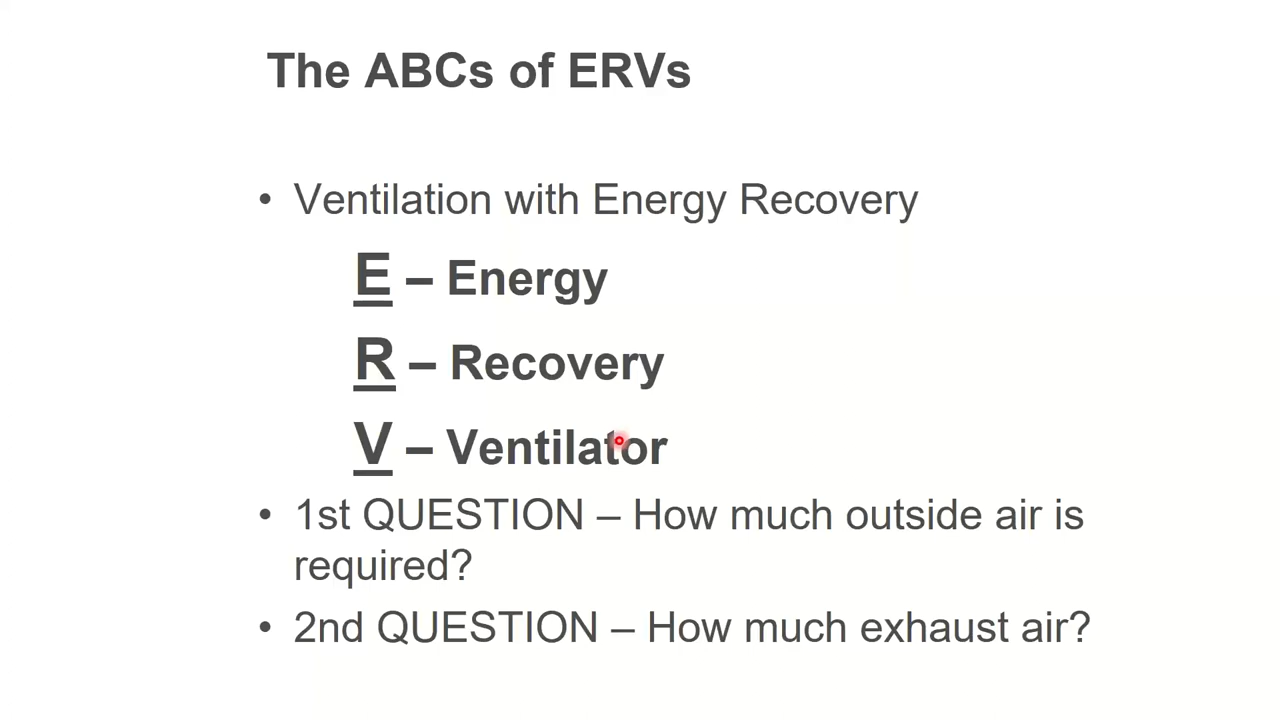 The ABCs of ERVs
• Ventilation with Energy Recovery
E – Energy
R – Recovery
V – Ventilator
• 1st QUESTION – How much outside air is
required?
• 2nd QUESTION – How much exhaust air?